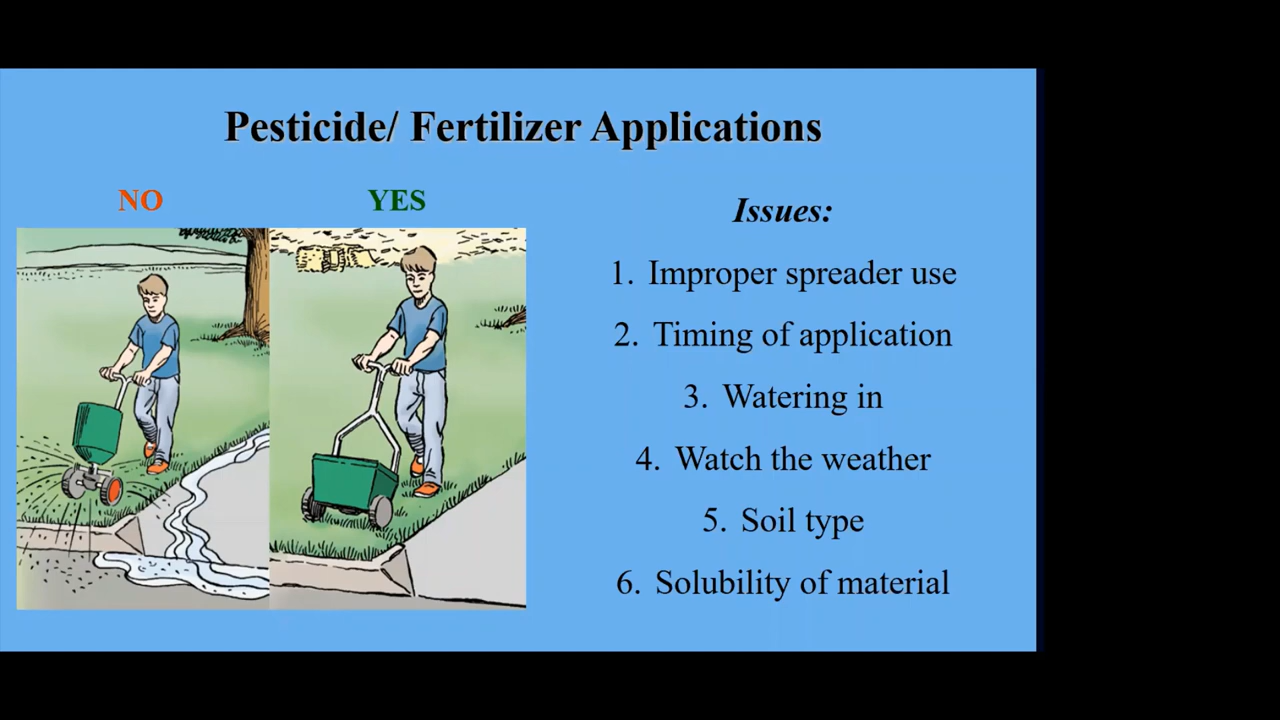 Pesticide/ Fertilizer Applications
NO
YES
Issues:
1. Improper spreader use
2. Timing of application
3. Watering in
4. Watch the weather
5. Soil type
6. Solubility of material